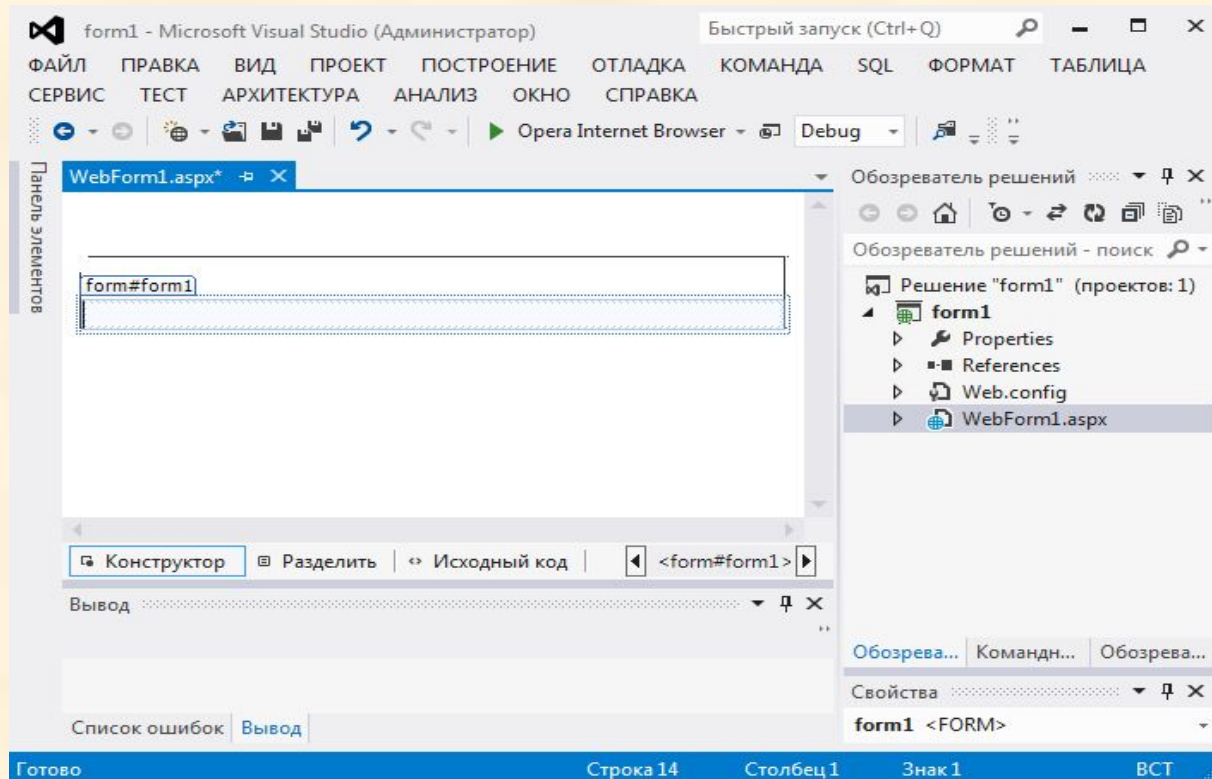 form1 - Microsoft Visual Studio (Администратор)
Быстрый запуск (Ctrl+Q)
ФАЙЛ ПРАВКА ВИД ПРОЕКТ ПОСТРОЕНИЕ ОТЛАДКА КОМАНДА SQL ФОРМАТ ТАБЛИЦА
СЕРВИС ТЕСТ АРХИТЕКТУРА АНАЛИЗ ОКНО СПРАВКА
Opera Internet Browser Debug
Панель элементов
WebForm1.aspx*
form#form1
Конструктор Разделить Исходный код <form#form1>
Вывод
Список ошибок Вывод
Обозреватель решений
Обозреватель решений - поиск
Решение "form1" (проектов: 1)
form1
Properties
References
Web.config
WebForm1.aspx
Обозрева... Командн... Обозрева...
Свойства
form1 <FORM>
Готово Строка 14 Столбец 1 Знак 1 ВСТ